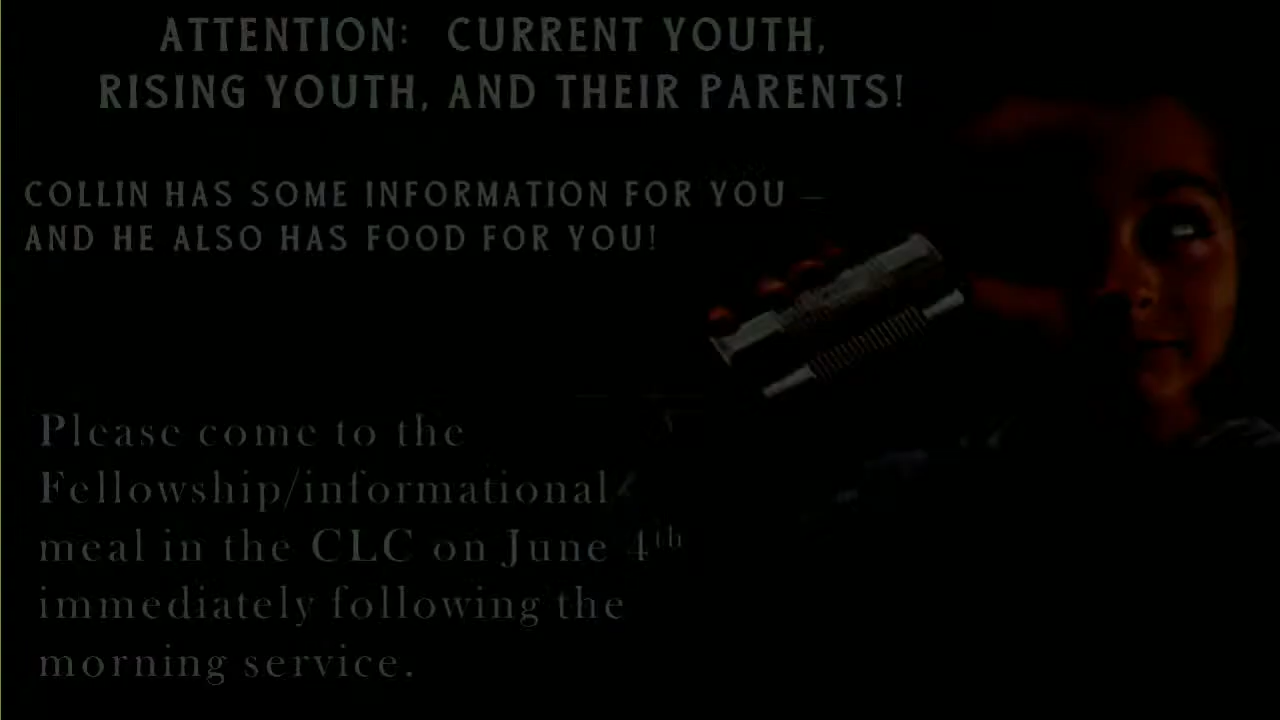 ATTENTION:  CURRENT YOUTH,
RISING YOUTH, AND THEIR PARENTS!
COLLIN HAS SOME INFORMATION FOR YOU –
AND HE ALSO HAS FOOD FOR YOU!
Please come to the
Fellowship/informational
meal in the CLC on June 4th
immediately following the
morning service.